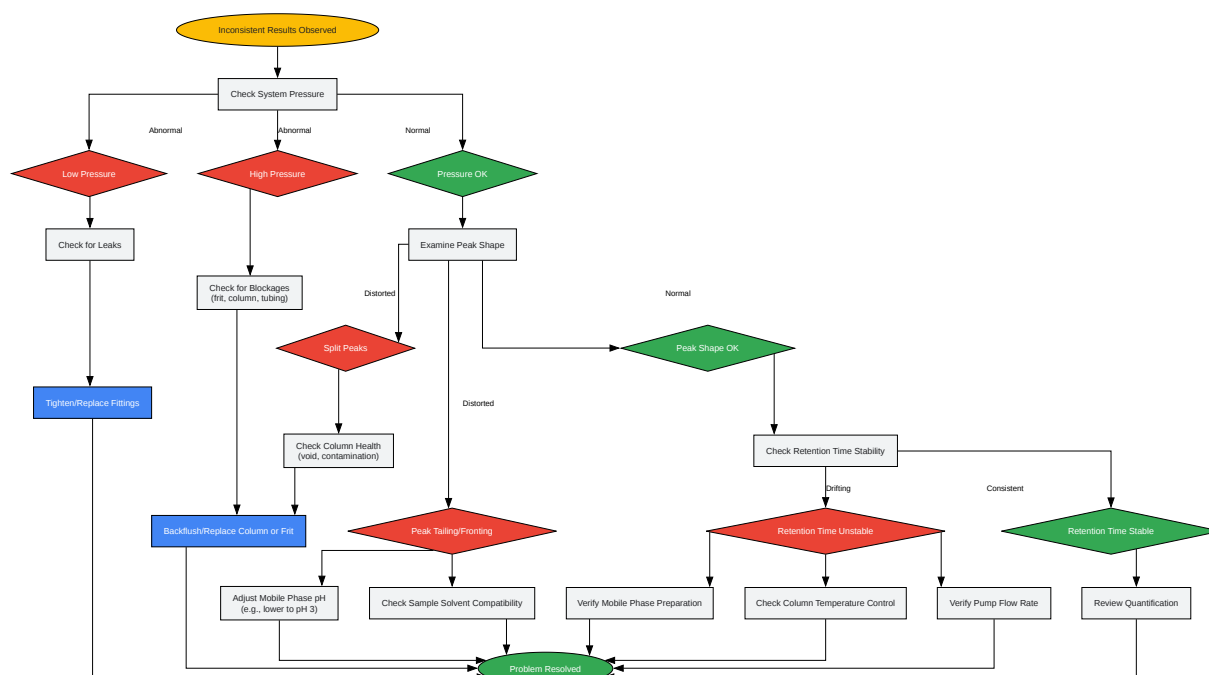 Inconsistent Results Observed
Check System Pressure
Abnormal
Abnormal
Normal
Low Pressure
High Pressure
Pressure OK
Check for Leaks
Examine Peak Shape
Check for Blockages
(frit, column, tubing)
Distorted
Normal
Split Peaks
Peak Shape OK
Tighten/Replace Fittings
Distorted
Check Column Health
(void, contamination)
Check Retention Time Stability
Drifting
Consistent
Backflush/Replace Column or Frit
Peak Tailing/Fronting
Retention Time Unstable
Retention Time Stable
Adjust Mobile Phase pH
(e.g., lower to pH 3)
Check Sample Solvent Compatibility
Verify Mobile Phase Preparation
Check Column Temperature Control
Verify Pump Flow Rate
Review Quantification
Problem Resolved